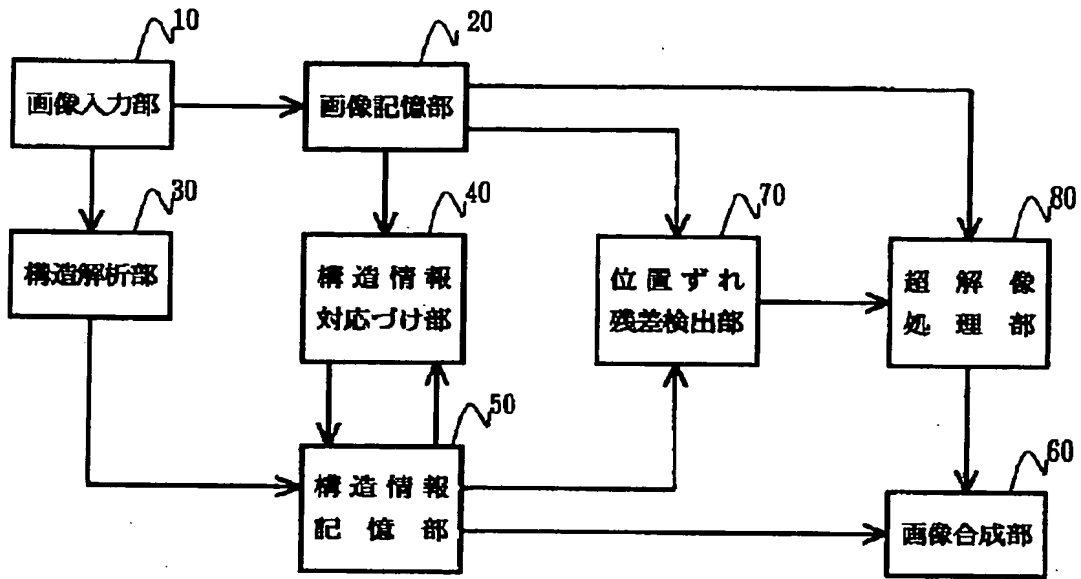 10
画像入力部
20
画像記憶部
30
構造解析部
40
構造情報
対応づけ部
70
位置ずれ
残差検出部
80
超解像
処理部
50
構造情報
記憶部
60
画像合成部